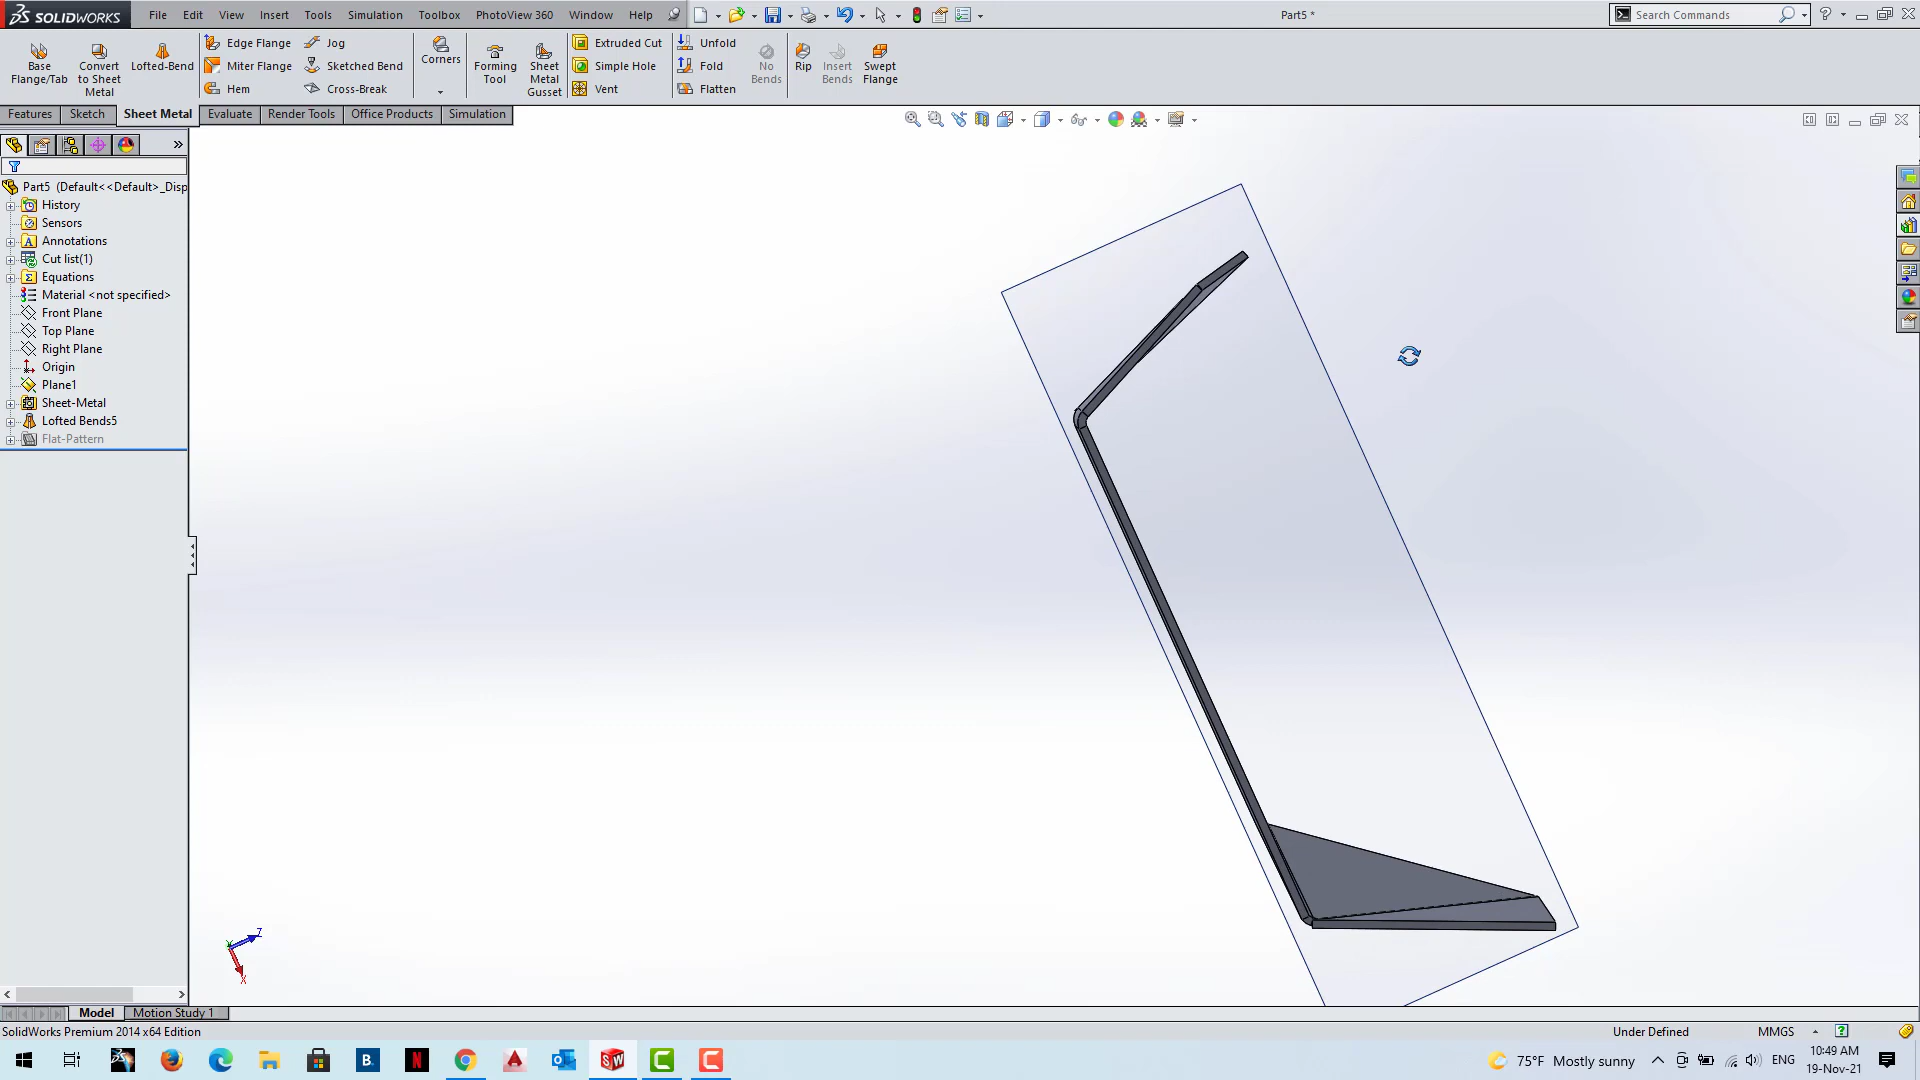 SOLIDWORKS File Edit View Insert Tools Simulation Toolbox PhotoView 360 Window Help Part5 * Search Commands ?
Base Flange/Tab
Convert to Sheet Metal
Lofted-Bend
Edge Flange
Miter Flange
Hem
Jog
Sketched Bend
Cross-Break
Corners
Forming Tool
Sheet Metal Gusset
Extruded Cut
Simple Hole
Vent
Unfold
Fold
Flatten
No Bends
Rip
Insert Bends
Swept Flange
Features Sketch Sheet Metal Evaluate Render Tools Office Products Simulation
Part5 (Default<<Default>_Disp
History
Sensors
Annotations
Cut list(1)
Equations
Material <not specified>
Front Plane
Top Plane
Right Plane
Origin
Plane1
Sheet-Metal
Lofted Bends5
Flat-Pattern
Z
Y
X
Model Motion Study 1
SolidWorks Premium 2014 x64 Edition Under Defined MMGS
75°F Mostly sunny ENG 10:49 AM
19-Nov-21